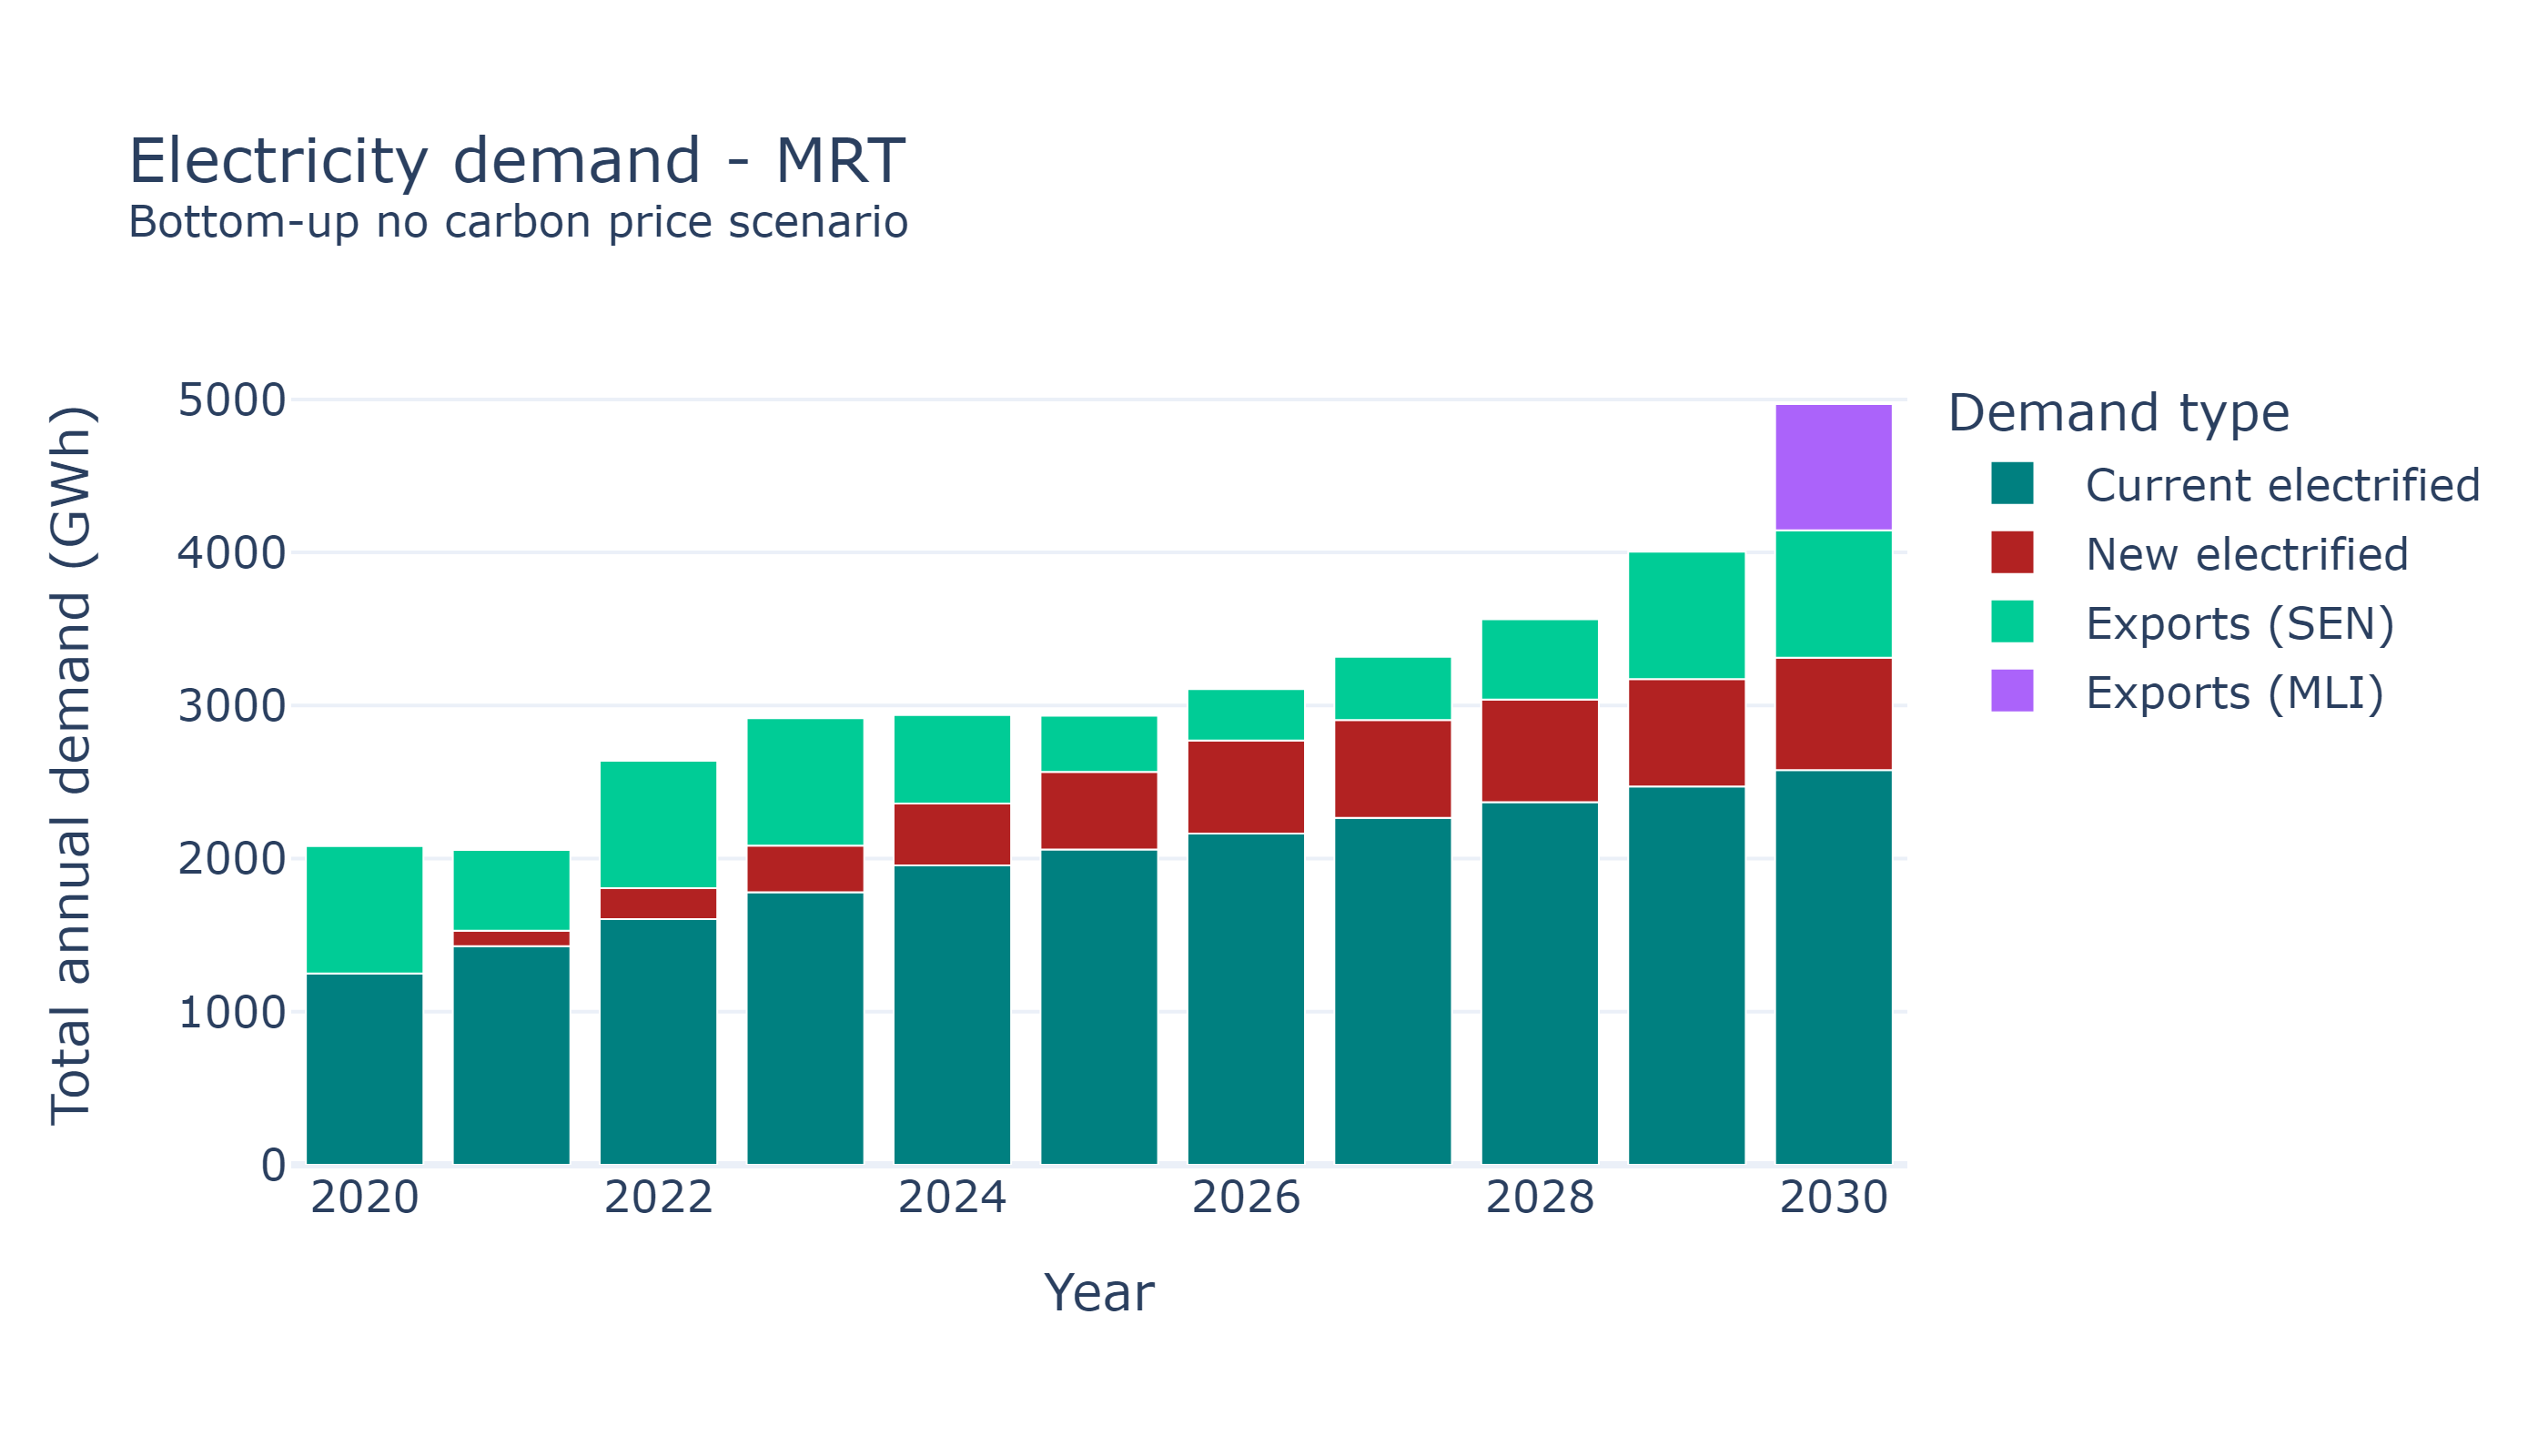 Electricity demand - MRT
Bottom-up no carbon price scenario
Total annual demand (GWh)
5000
4000
3000
2000
1000
0
2020
2022
2024
2026
2028
2030
Year
Demand type
Current electrified
New electrified
Exports (SEN)
Exports (MLI)